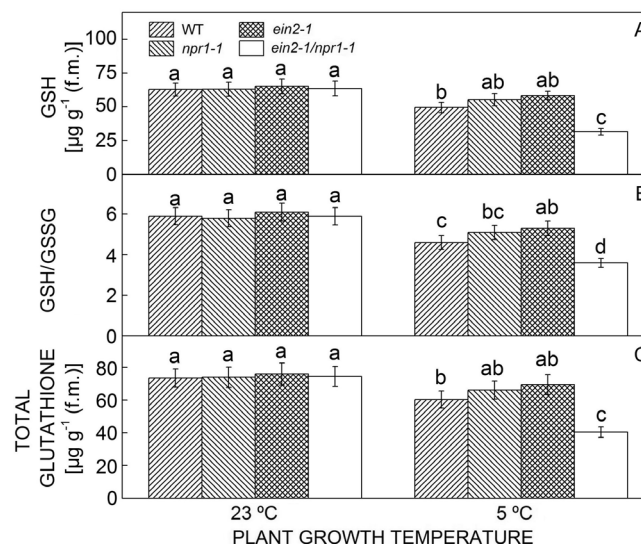 WT
ein2-1
npr1-1
ein2-1/npr1-1
A
100
75
50
25
0
GSH
[µg g-1 (f.m.)]
a a a a b ab ab c
B
6
4
2
0
GSH/GSSG
a a a a c bc ab d
C
80
60
40
20
0
TOTAL
GLUTATHIONE
[µg g-1 (f.m.)]
a a a a b ab ab c
23 ºC 5 ºC
PLANT GROWTH TEMPERATURE